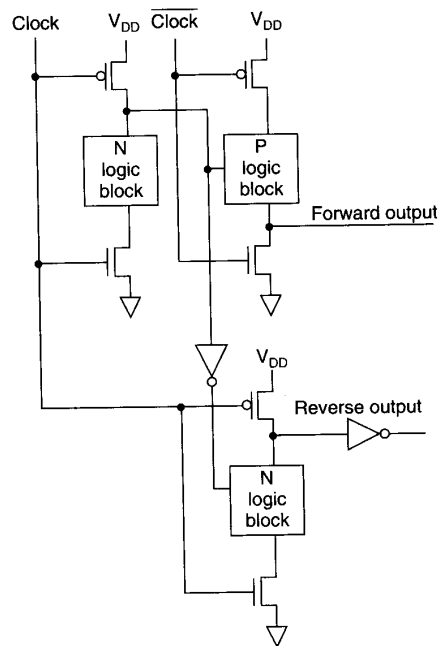 Clock
V_DD
Clock
V_DD
N
logic
block
P
logic
block
Forward output
V_DD
Reverse output
N
logic
block